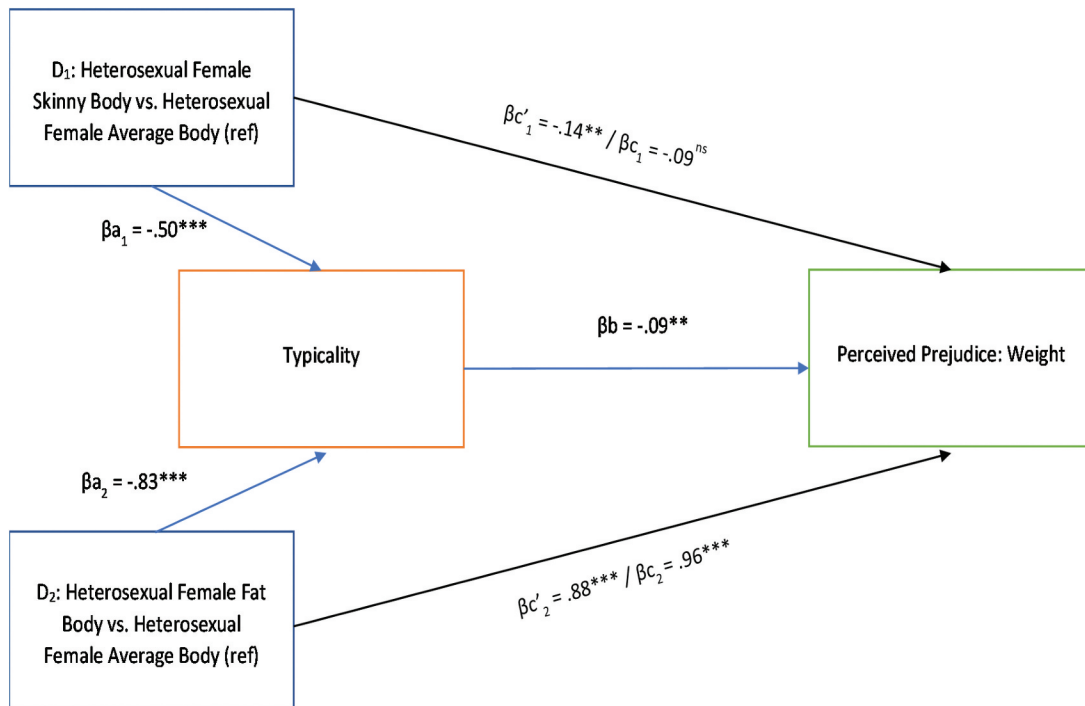 D₁: Heterosexual Female
Skinny Body vs. Heterosexual
Female Average Body (ref)
βc'₁ = -.14** / βc₁ = -.09ⁿˢ
βa₁ = -.50***
Typicality
βb = -.09**
Perceived Prejudice: Weight
βa₂ = -.83***
D₂: Heterosexual Female Fat
Body vs. Heterosexual
Female Average Body (ref)
βc'₂ = .88*** / βc₂ = .96***